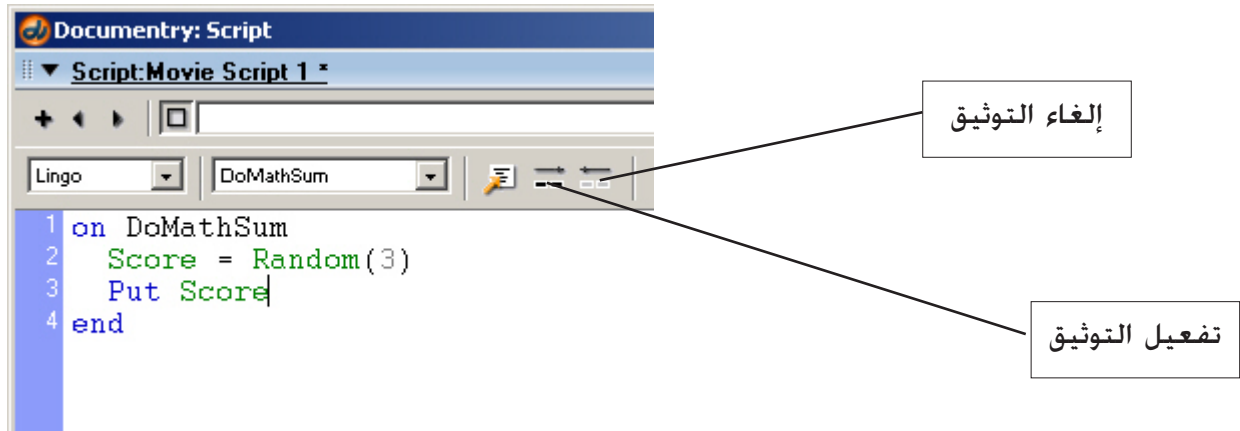 Documentry: Script
Script:Movie Script 1 *
Lingo DoMathSum
1 on DoMathSum
2 Score = Random(3)
3 Put Score
4 end
إلغاء التوثيق
تفعيل التوثيق